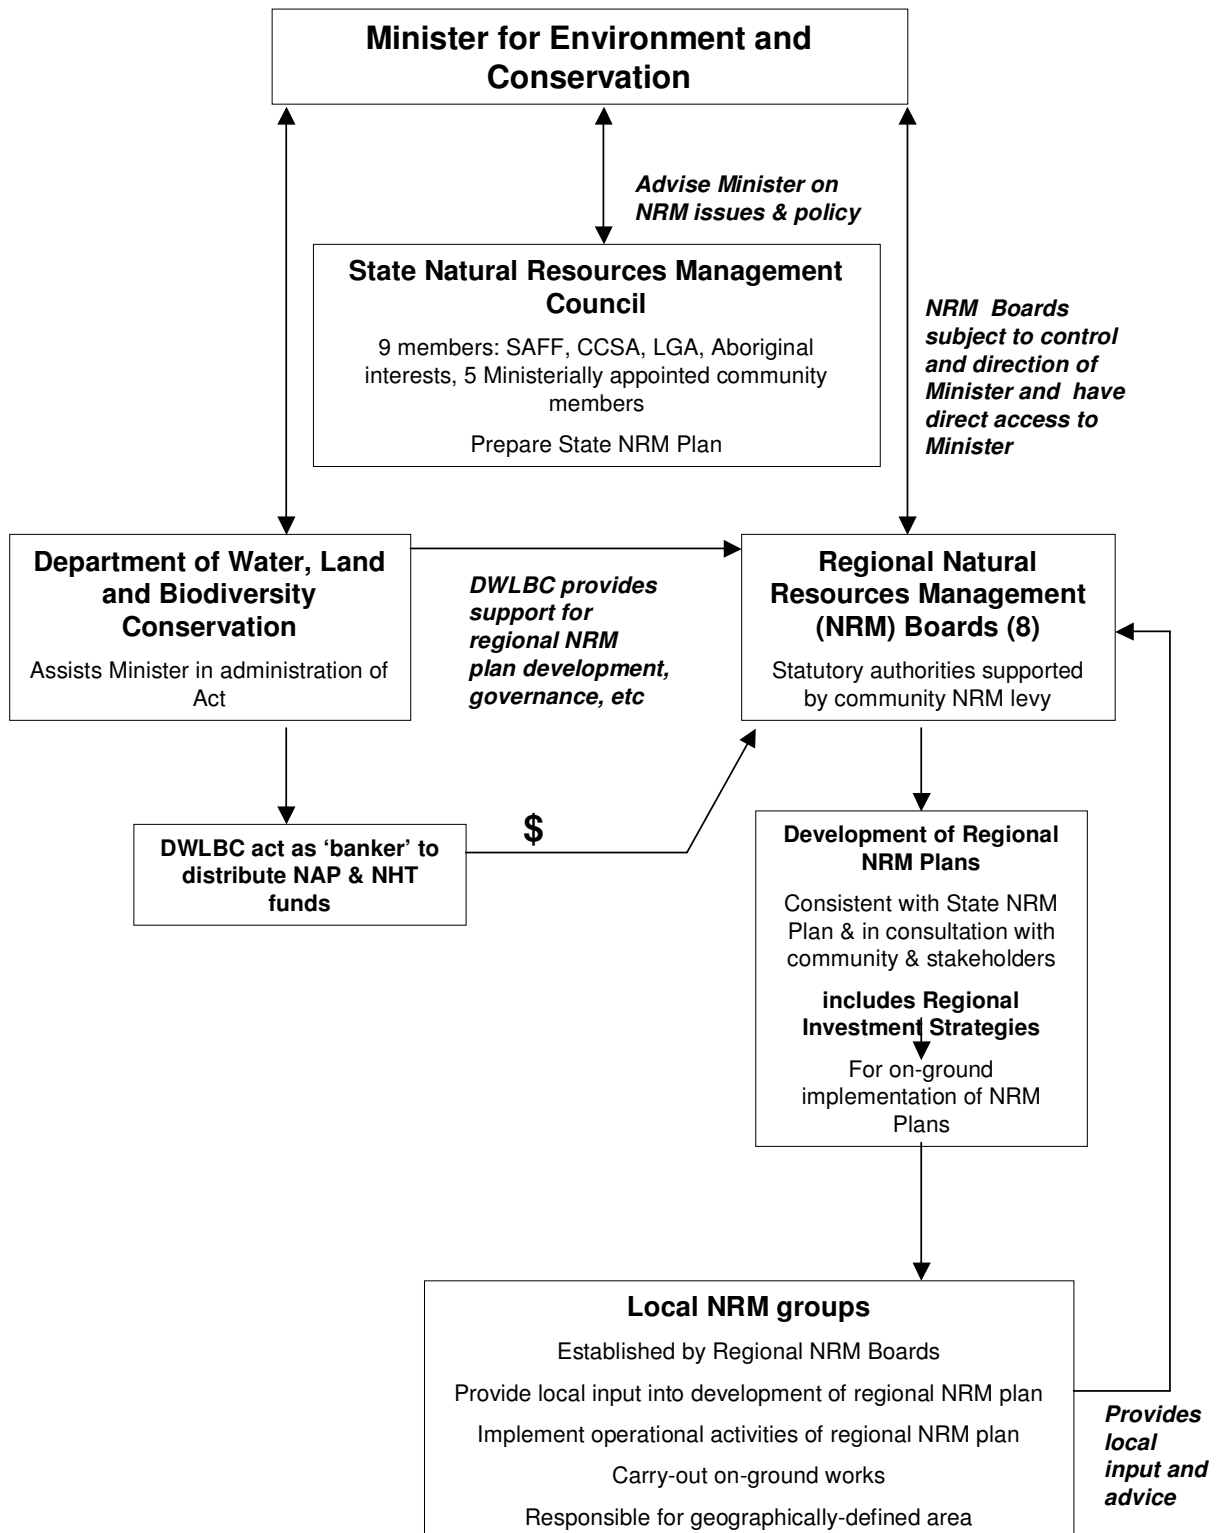 Minister for Environment and
Conservation
Advise Minister on
NRM issues & policy
State Natural Resources Management
Council
9 members: SAFF, CCSA, LGA, Aboriginal
interests, 5 Ministerially appointed community
members
Prepare State NRM Plan
NRM Boards
subject to control
and direction of
Minister and have
direct access to
Minister
Department of Water, Land
and Biodiversity
Conservation
Assists Minister in administration of
Act
DWLBC provides
support for
regional NRM
plan development,
governance, etc
Regional Natural
Resources Management
(NRM) Boards (8)
Statutory authorities supported
by community NRM levy
DWLBC act as ‘banker’ to
distribute NAP & NHT
funds
$
Development of Regional
NRM Plans
Consistent with State NRM
Plan & in consultation with
community & stakeholders
includes Regional
Investment Strategies
For on-ground
implementation of NRM
Plans
Local NRM groups
Established by Regional NRM Boards
Provide local input into development of regional NRM plan
Implement operational activities of regional NRM plan
Carry-out on-ground works
Responsible for geographically-defined area
Provides
local
input and
advice